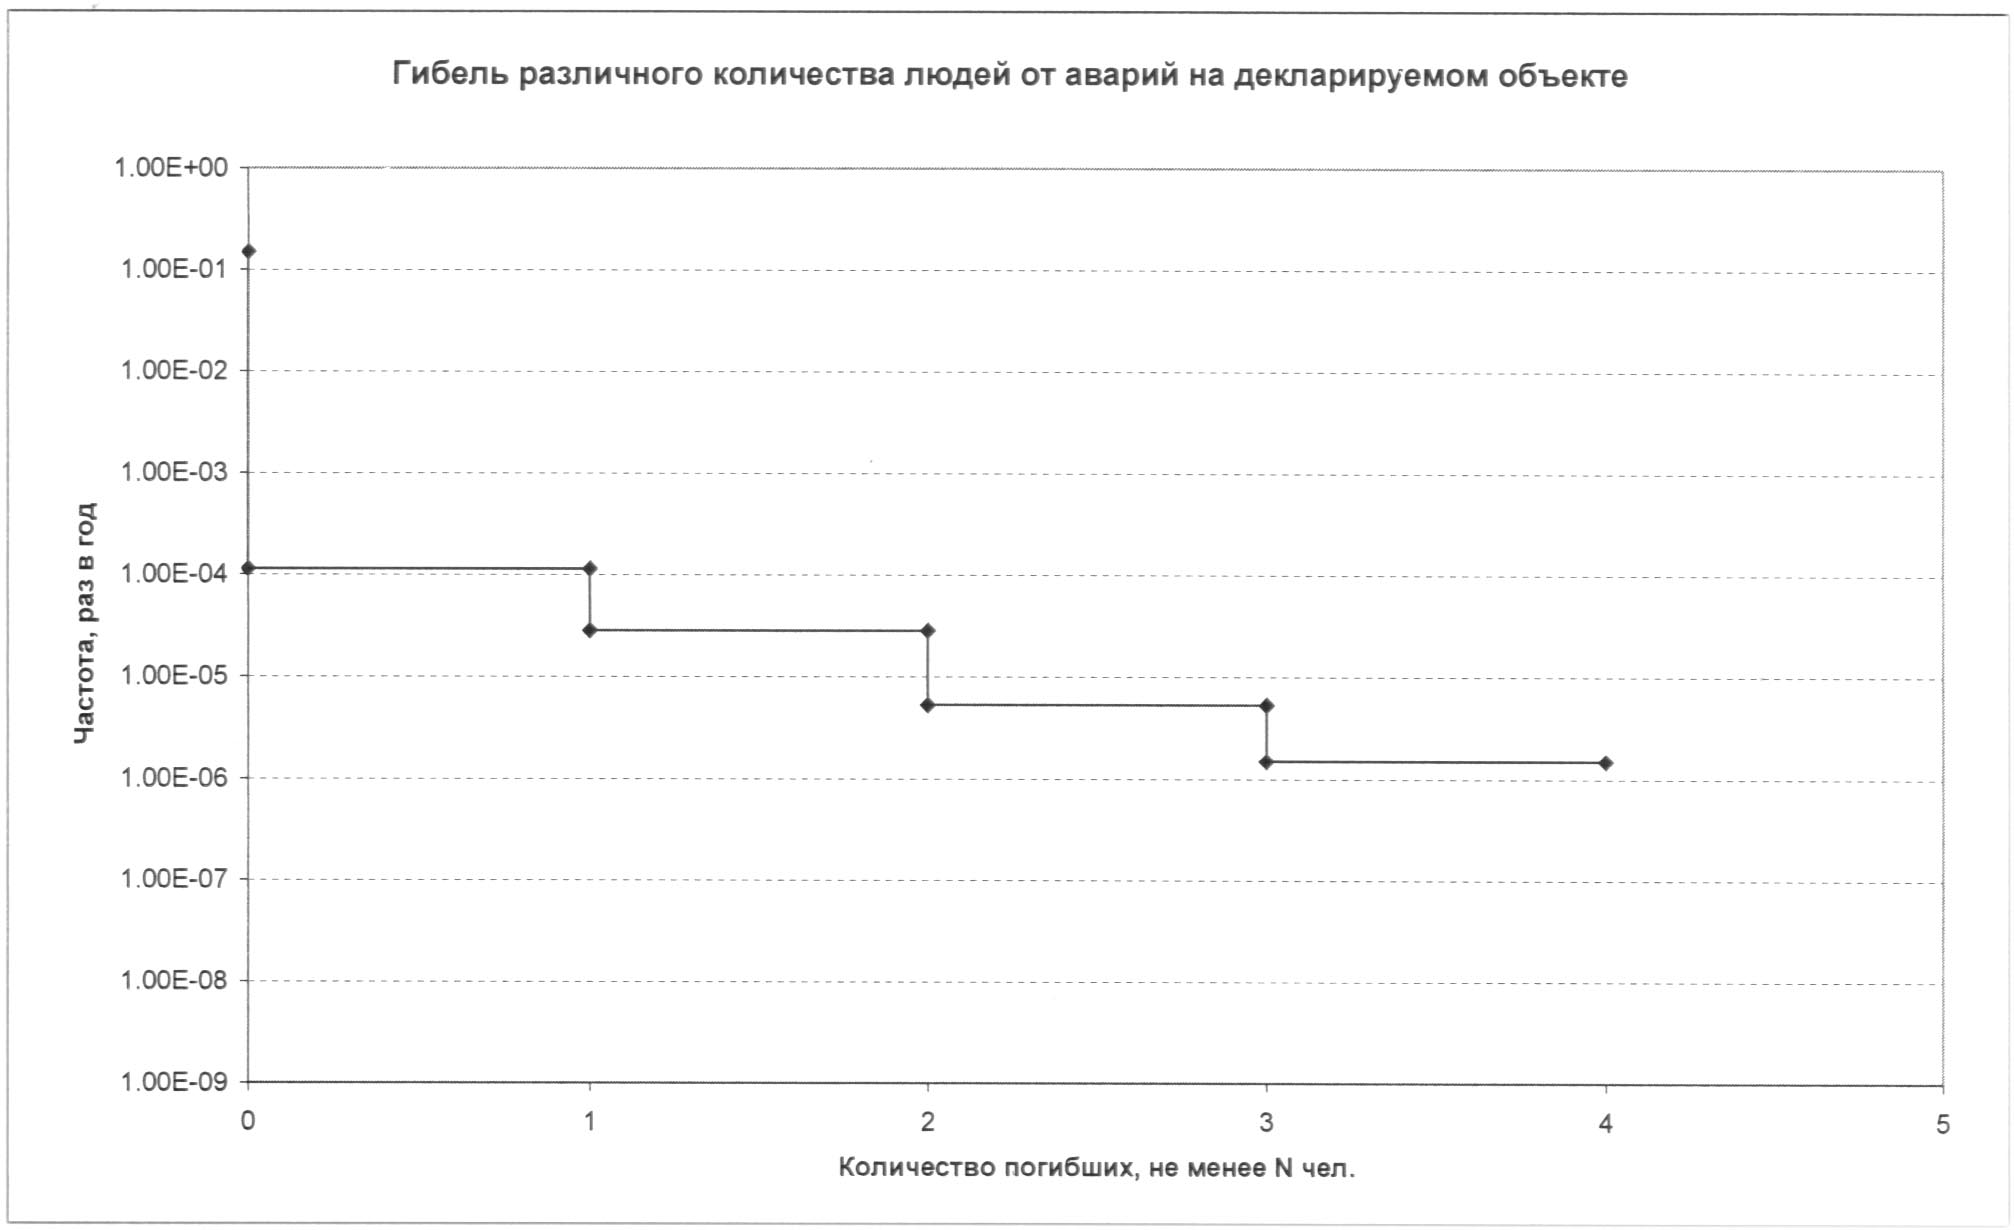 Гибель различного количества людей от аварий на декларируемом объекте
1.00E+00
1.00E-01
1.00E-02
1.00E-03
1.00E-04
1.00E-05
1.00E-06
1.00E-07
1.00E-08
1.00E-09
Частота, раз в год
0 1 2 3 4 5
Количество погибших, не менее N чел.